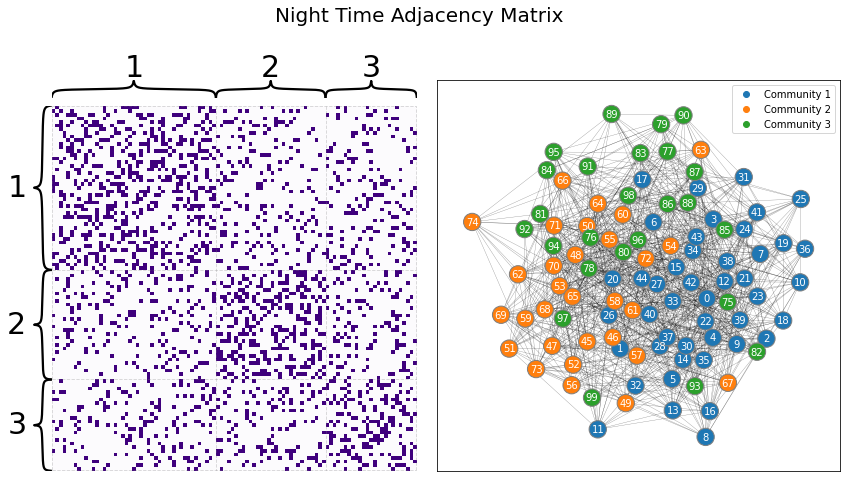 Night Time Adjacency Matrix
1 2 3
1
2
3
Community 1
Community 2
Community 3
89
90
79
63
95 83 77
84 91 87
66 17 31
29
98 25
64 86 88
81 60 41
92 71 50 6 3 24
74 85
94 76 55 96 54 43 19
48 80 72 34 7 36
70 78 15 38
62 53 20 44 27 42 12 21 10
65 58 0 75 23
69 59 68 97 26 61 40 33 22 39 18
51 47 45 46 1 57 28 37 30 4 9 2 82
73 52 14 35
56 32 5 93 67
99 49 13 16
11 8